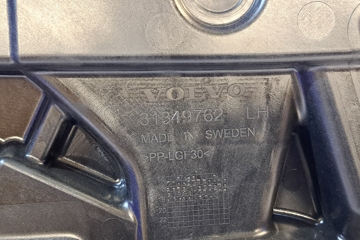 VOLVO
31349762 LH
MADE IN SWEDEN
>PP-LGF30<